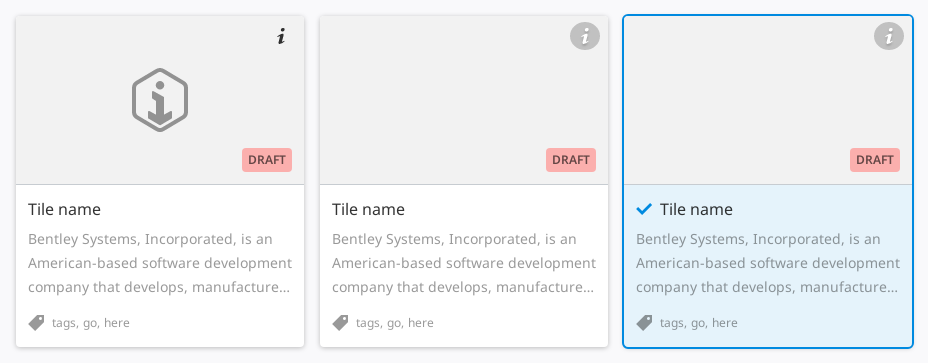 DRAFT
Tile name
Bentley Systems, Incorporated, is an
American-based software development
company that develops, manufacture...
tags, go, here
DRAFT
Tile name
Bentley Systems, Incorporated, is an
American-based software development
company that develops, manufacture...
tags, go, here
DRAFT
Tile name
Bentley Systems, Incorporated, is an
American-based software development
company that develops, manufacture...
tags, go, here